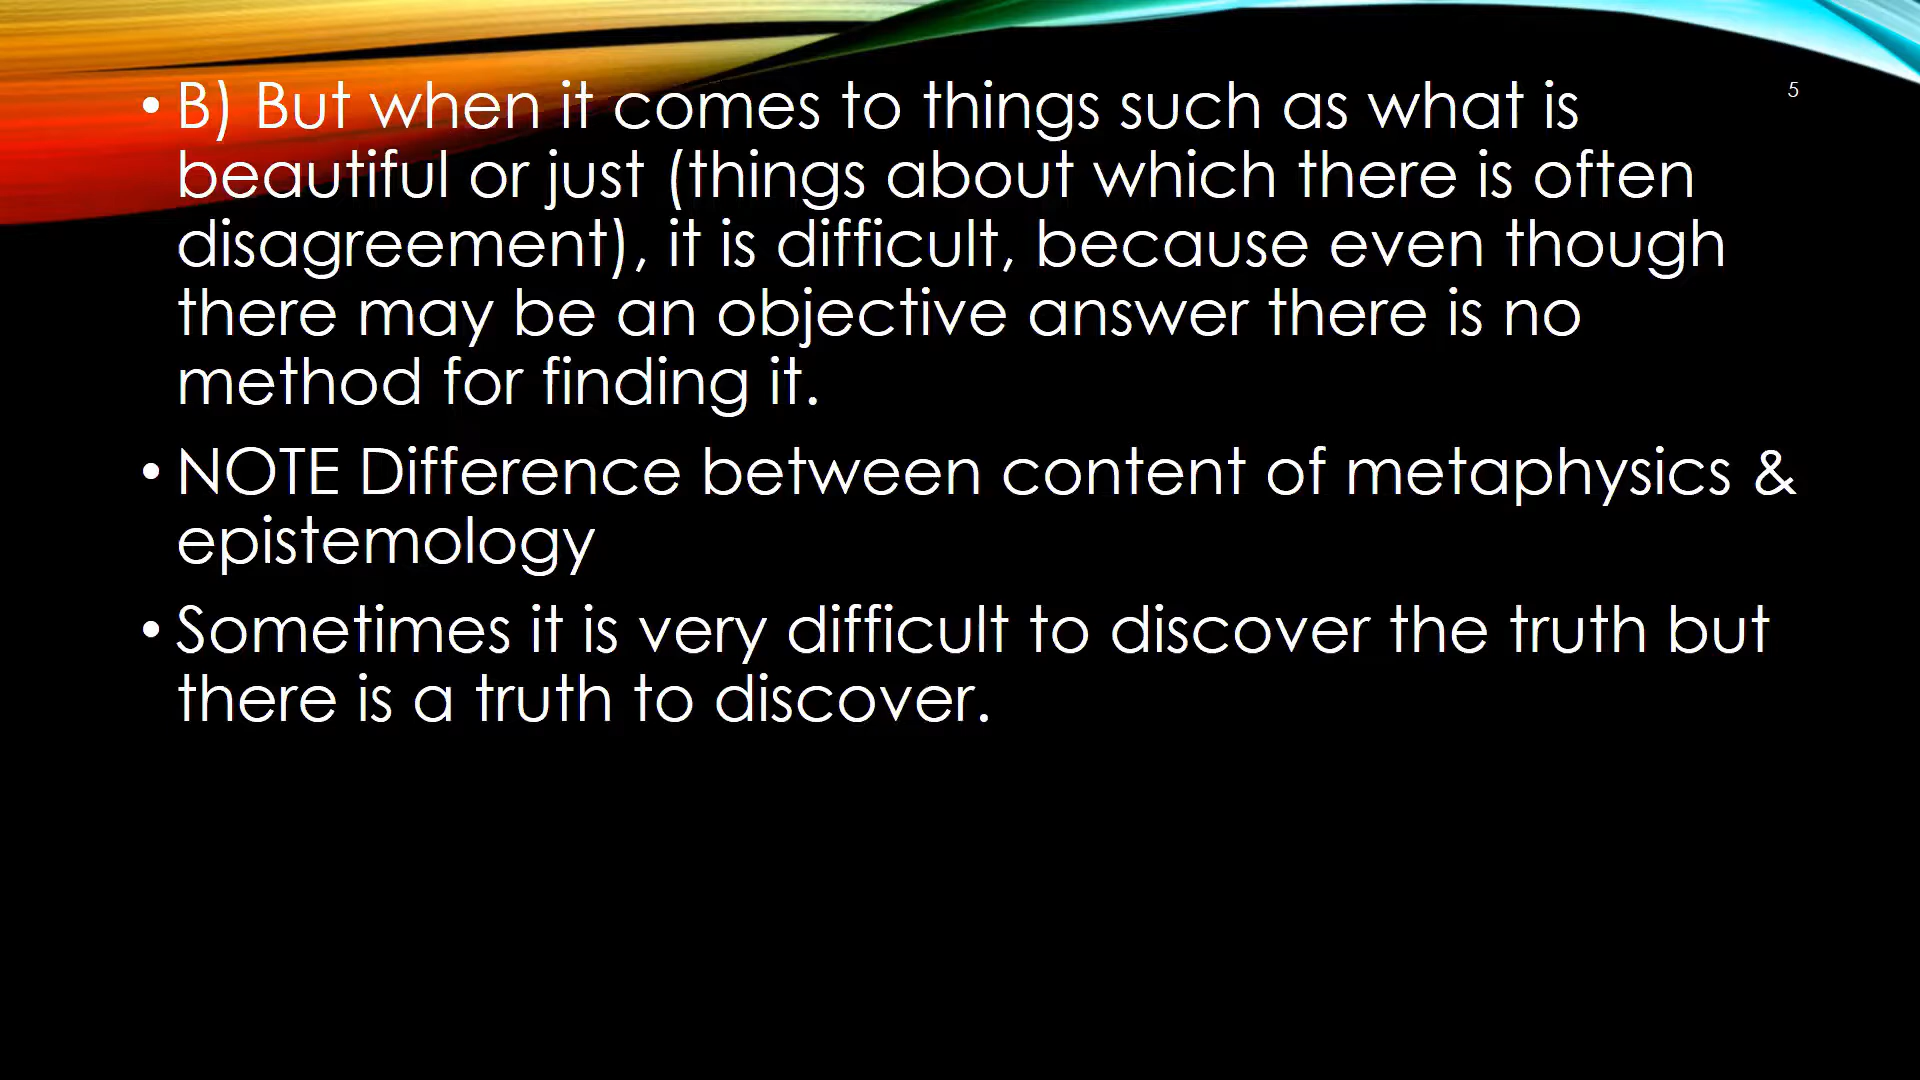 5
• B) But when it comes to things such as what is
beautiful or just (things about which there is often
disagreement), it is difficult, because even though
there may be an objective answer there is no
method for finding it.
• NOTE Difference between content of metaphysics &
epistemology
• Sometimes it is very difficult to discover the truth but
there is a truth to discover.